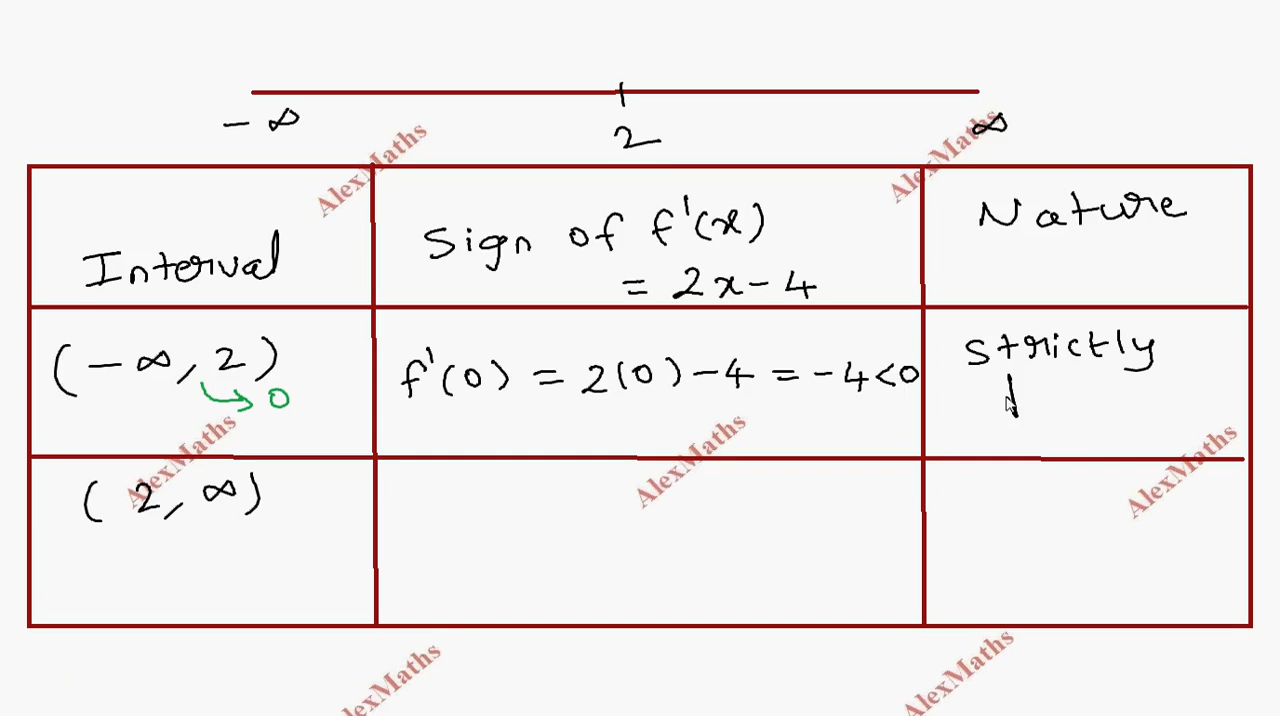 - ∞ 2 ∞
AlexMaths AlexMaths
Interval
Sign of f'(x)
= 2x - 4
Nature
(-∞, 2)
→ 0
f'(0) = 2(0) - 4 = -4 < 0
Strictly
AlexMaths AlexMaths AlexMaths
(2, ∞)
AlexMaths AlexMaths